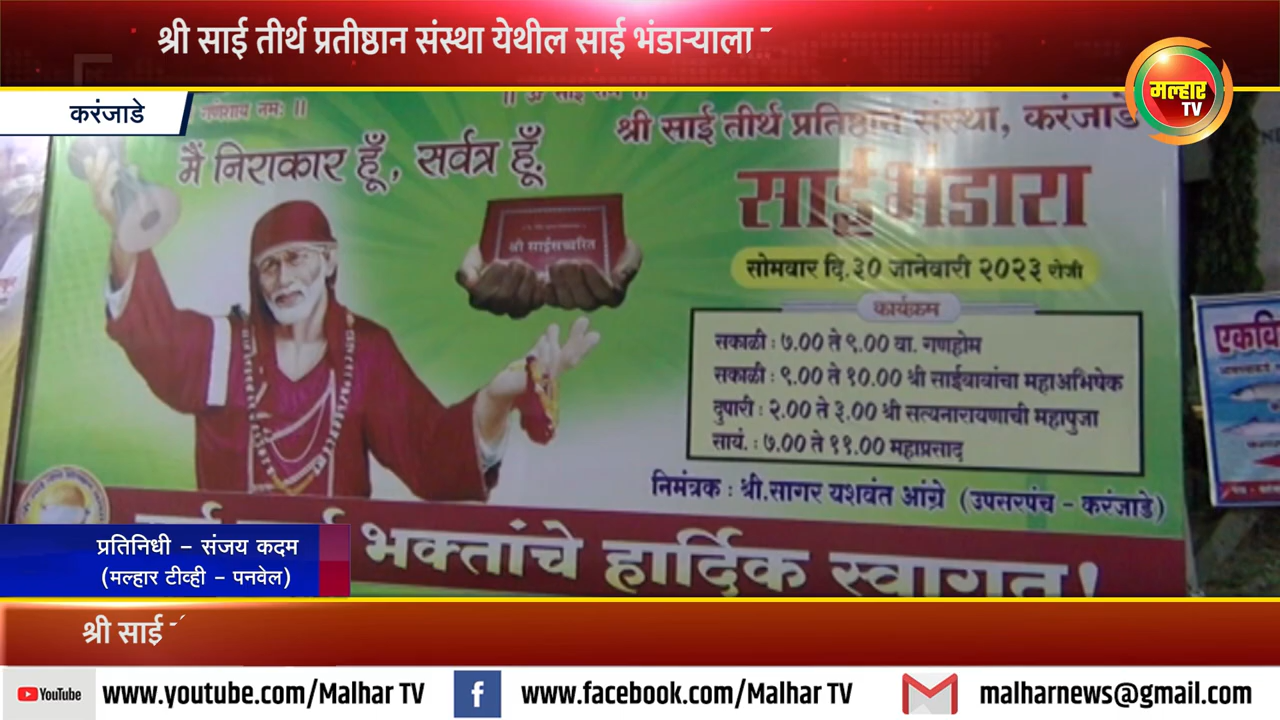 श्री साई तीर्थ प्रतीष्ठान संस्था येथील साई भंडाऱ्याला
करंजाडे
मल्हार
TV
गणेशाय नमः ||
|| ॐ साई राम ||
मैं निराकार हूँ, सर्वत्र हूँ.
श्री साई तीर्थ प्रतिष्ठान संस्था, करंजाडे
साई भंडारा
श्री साईसच्चरित
सोमवार दि.३० जानेवारी २०२३ रोजी
कार्यक्रम
सकाळी : ७.०० ते ९.०० वा. गणहोम
सकाळी : ९.०० ते १०.०० श्री साईबाबांचा महाअभिषेक
दुपारी : २.०० ते ३.०० श्री सत्यनारायणाची महापुजा
सायं. : ७.०० ते ११.०० महाप्रसाद
निमंत्रक : श्री.सागर यशवंत आंग्रे (उपसरपंच - करंजाडे)
भक्तांचे हार्दिक स्वागत!
एकवि
प्रतिनिधी – संजय कदम
(मल्हार टीव्ही – पनवेल)
श्री साई
YouTube www.youtube.com/Malhar TV
www.facebook.com/Malhar TV
malharnews@gmail.com